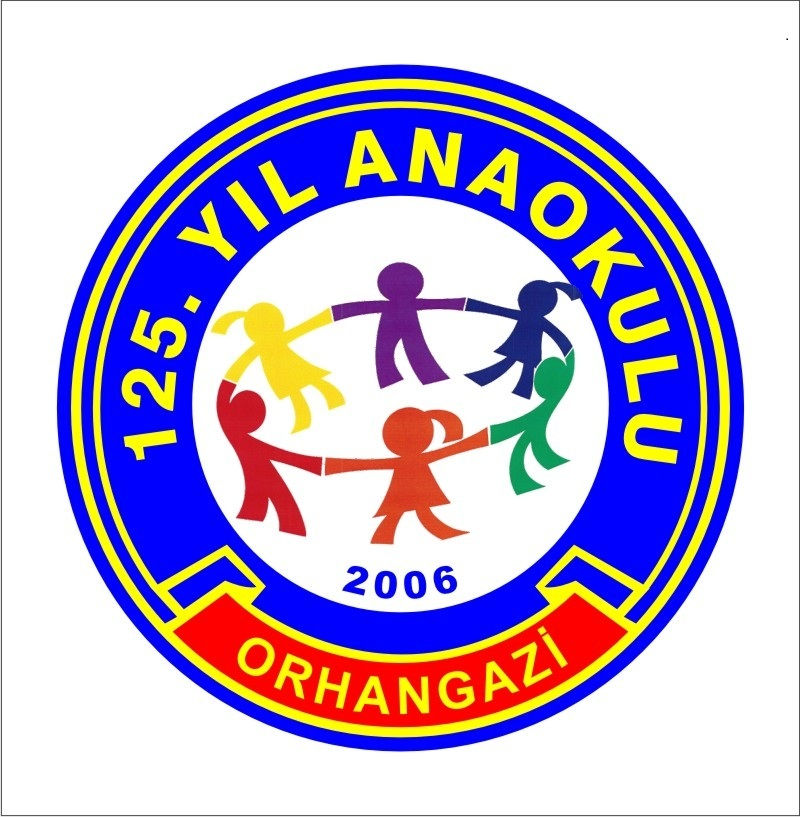 125. YIL ANAOKULU
2006
ORHANGAZİ